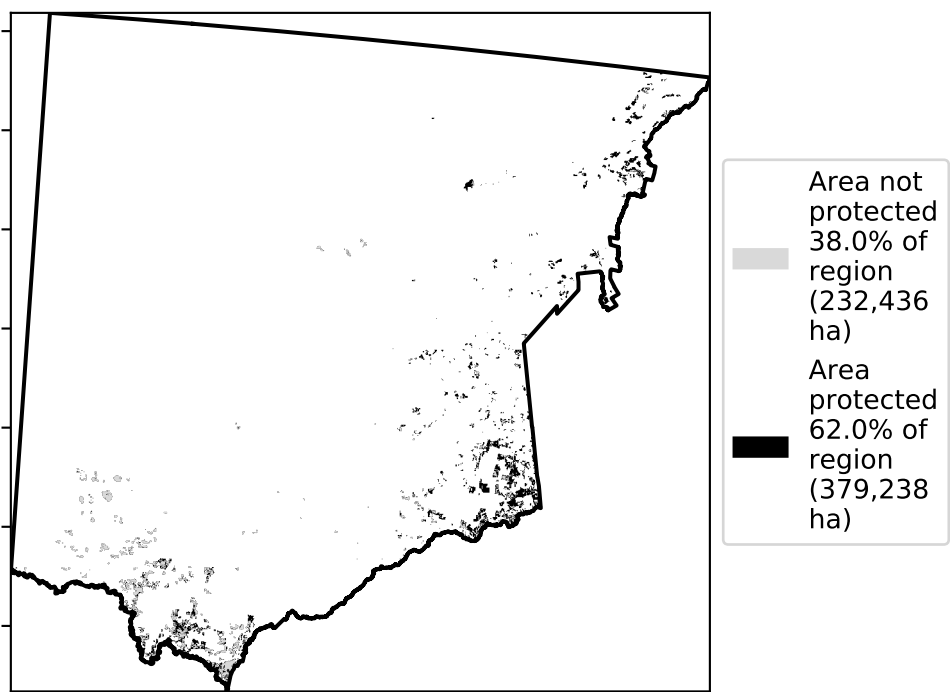 Area not
protected
38.0% of
region
(232,436
ha)
Area
protected
62.0% of
region
(379,238
ha)